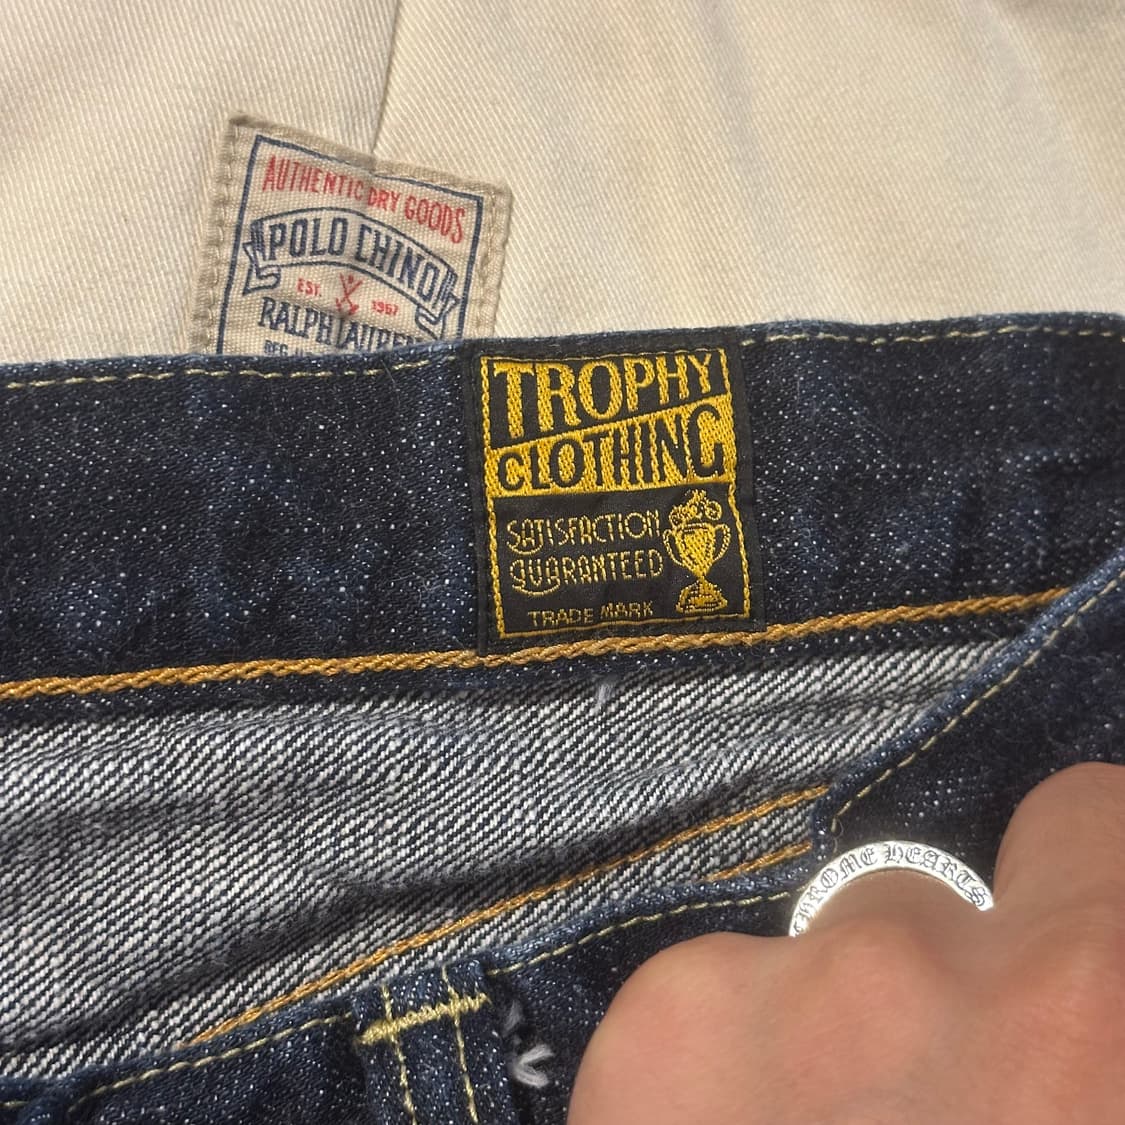 AUTHENTIC DRY GOODS
POLO CHINO
EST. 1967
RALPH LAUREN
TROPHY
CLOTHING
SATISFACTION
GUARANTEED
TRADE MARK
CHROME HEARTS